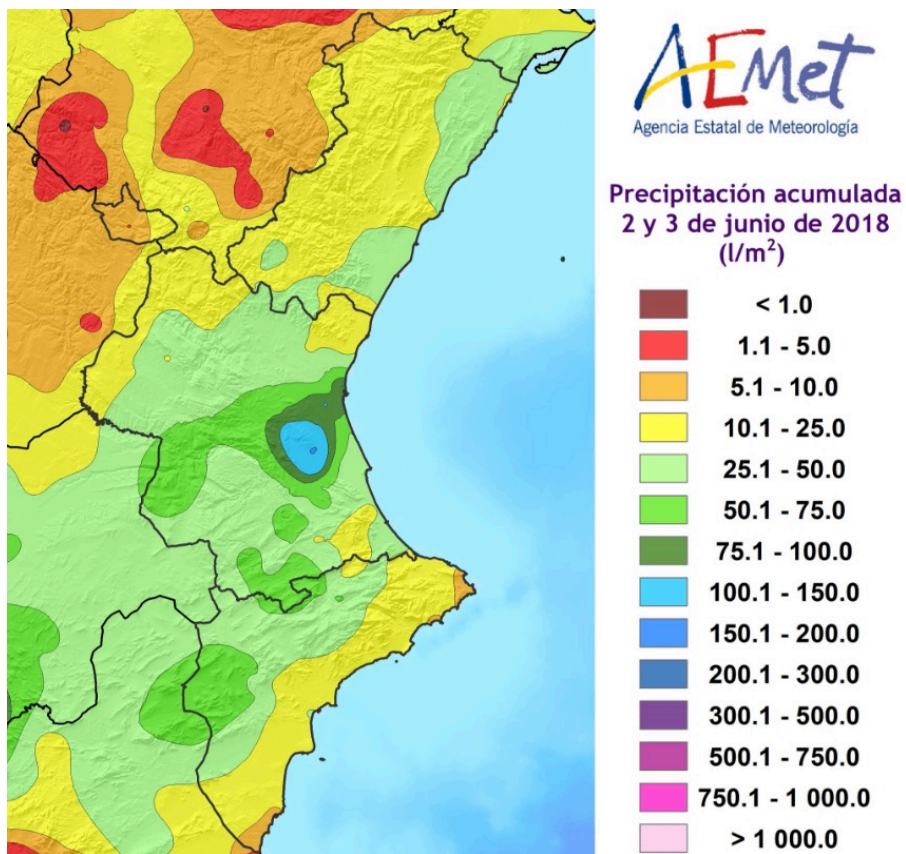 AEMet
Agencia Estatal de Meteorología
Precipitación acumulada
2 y 3 de junio de 2018
(l/m²)
< 1.0
1.1 - 5.0
5.1 - 10.0
10.1 - 25.0
25.1 - 50.0
50.1 - 75.0
75.1 - 100.0
100.1 - 150.0
150.1 - 200.0
200.1 - 300.0
300.1 - 500.0
500.1 - 750.0
750.1 - 1 000.0
> 1 000.0